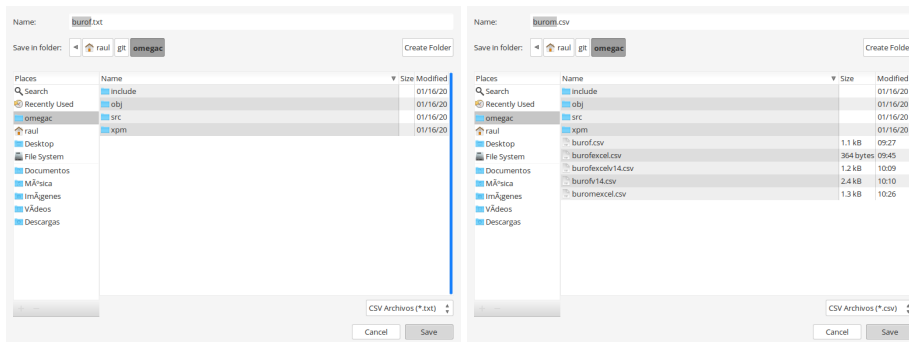 Name: burof.txt
Save in folder: raul git omegac Create Folder
Places Name Size Modified
Search include 01/16/20
Recently Used obj 01/16/20
omegac src 01/16/20
raul xpm 01/16/20
Desktop
File System
Documentos
MÃºsica
ImÃ¡genes
VÃdeos
Descargas
CSV Archivos (*.txt)
Cancel Save
Name: burom.csv
Save in folder: raul git omegac Create Folder
Places Name Size Modified
Search include 01/16/20
Recently Used obj 01/16/20
omegac src 01/16/20
raul xpm 01/16/20
Desktop burof.csv 1.1 kB 09:27
File System burofexcel.csv 364 bytes 09:45
Documentos burofexcelv14.csv 1.2 kB 10:09
MÃºsica burofv14.csv 2.4 kB 10:10
ImÃ¡genes buromexcel.csv 1.3 kB 10:26
VÃdeos
Descargas
CSV Archivos (*.csv)
Cancel Save